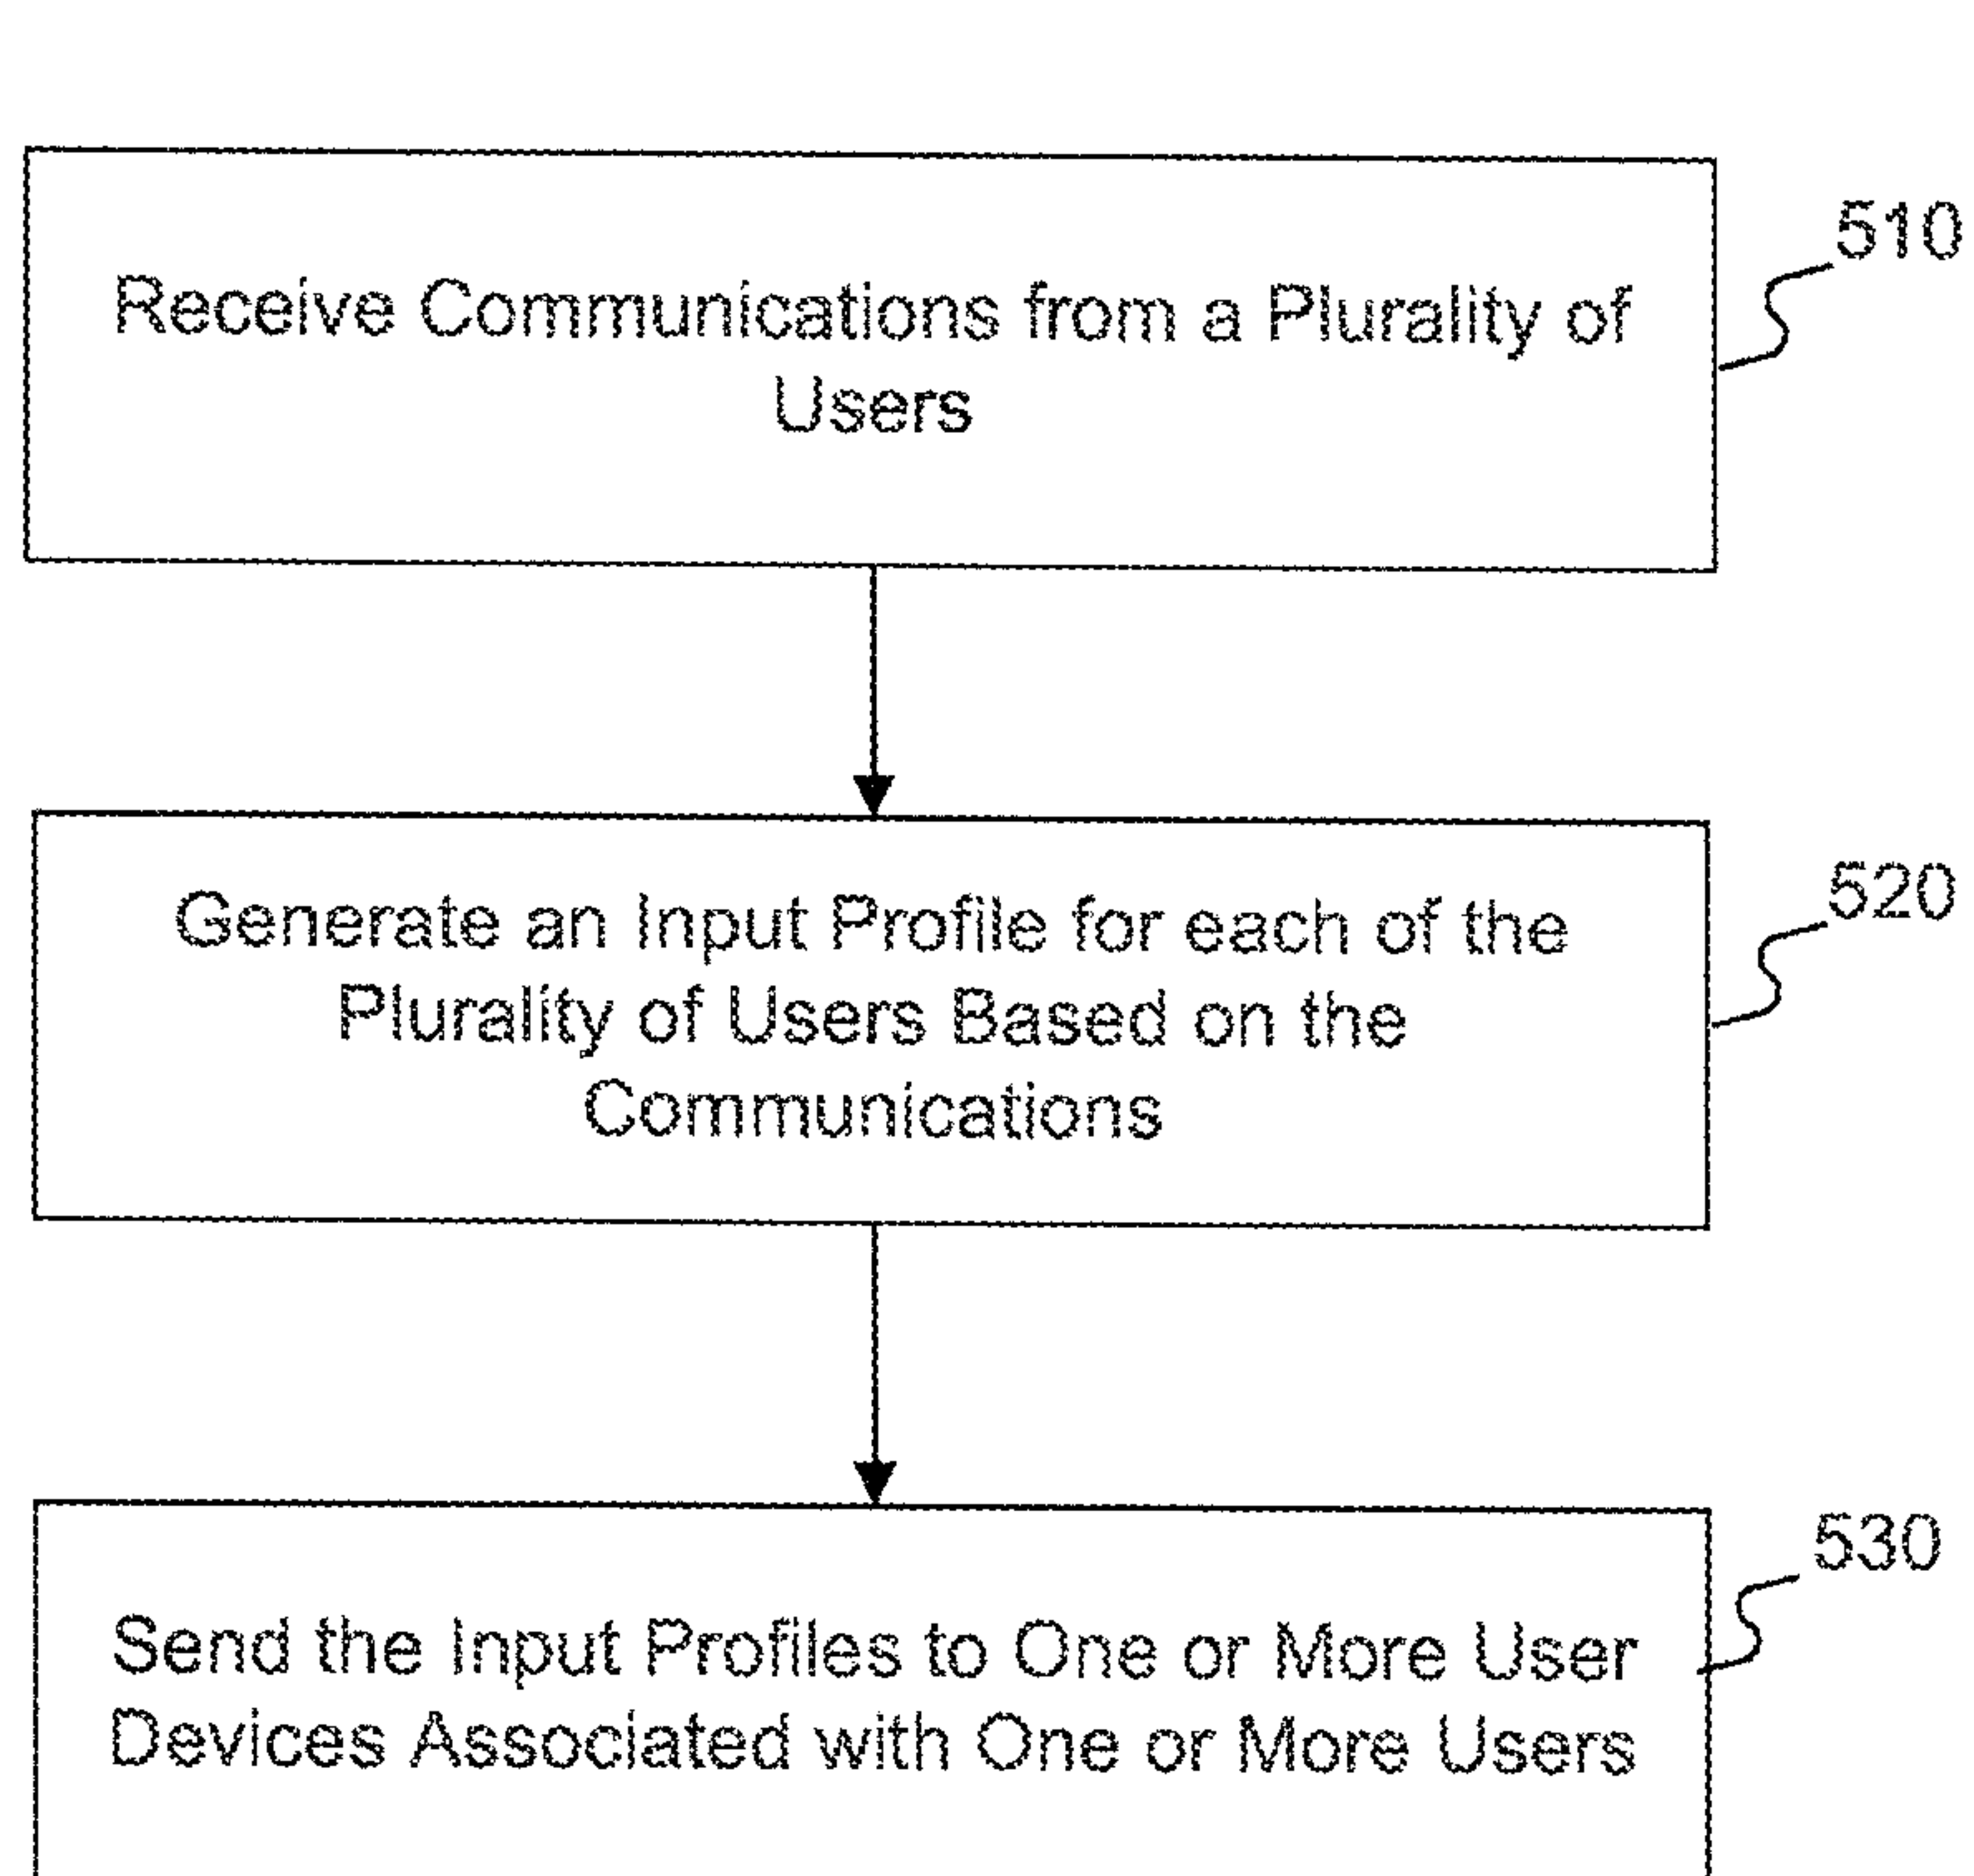 510
Receive Communications from a Plurality of
Users
520
Generate an Input Profile for each of the
Plurality of Users Based on the
Communications
530
Send the Input Profiles to One or More User
Devices Associated with One or More Users